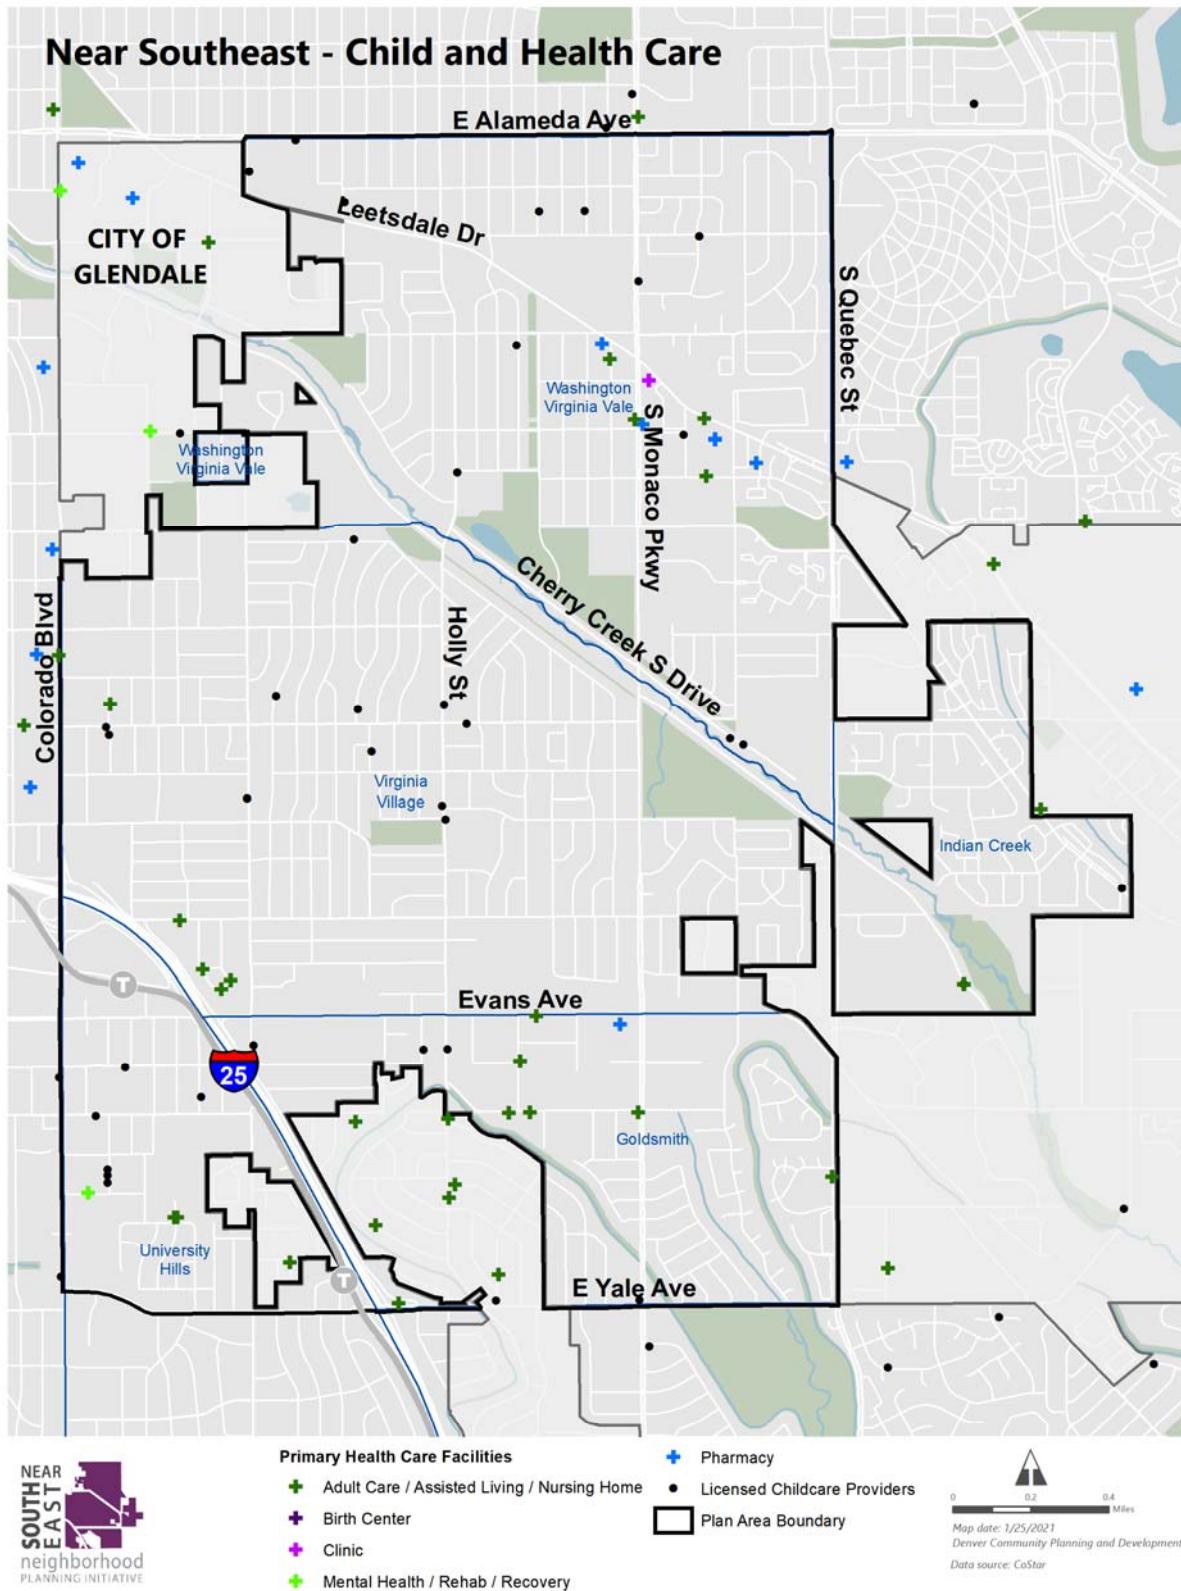 Near Southeast - Child and Health Care
E Alameda Ave
Leetsdale Dr
CITY OF
GLENDALE
S Quebec St
Washington
Virginia Vale
S Monaco Pkwy
Washington
Virginia Vale
Cherry Creek S Drive
Holly St
Colorado Blvd
Virginia
Village
Indian Creek
T
Evans Ave
25
Goldsmith
University
Hills
T
E Yale Ave
NEAR
SOUTH
EAST
neighborhood
PLANNING INITIATIVE
Primary Health Care Facilities
Adult Care / Assisted Living / Nursing Home
Birth Center
Clinic
Mental Health / Rehab / Recovery
Pharmacy
Licensed Childcare Providers
Plan Area Boundary
0 0.2 0.4
Miles
Map date: 1/25/2021
Denver Community Planning and Development
Data source: CoStar